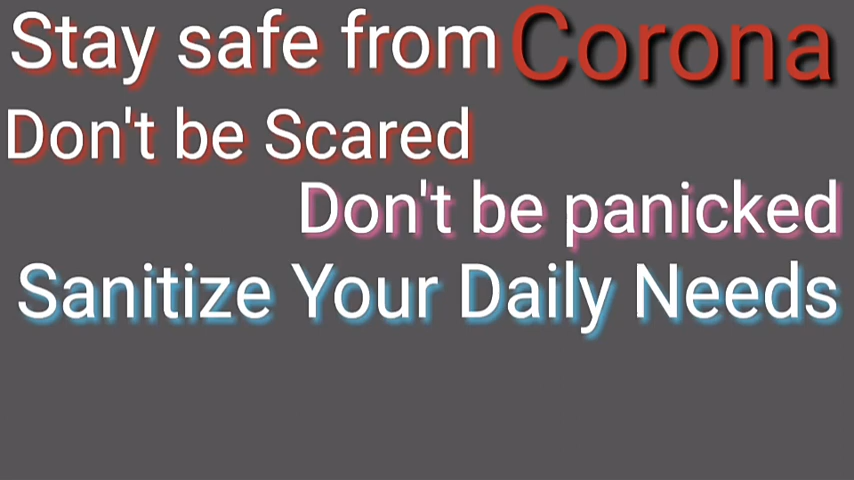 Stay safe from Corona
Don't be Scared
Don't be panicked
Sanitize Your Daily Needs